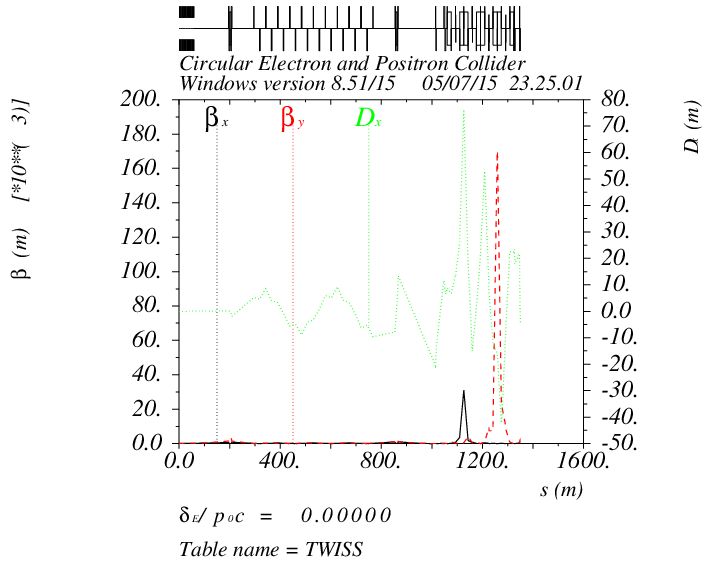 Circular Electron and Positron Collider
Windows version 8.51/15 05/07/15 23.25.01
βx βy Dx
β (m) [*10**( 3)]
200.
180.
160.
140.
120.
100.
80.
60.
40.
20.
0.0
D (m)
80.
70.
60.
50.
40.
30.
20.
10.
0.0
-10.
-20.
-30.
-40.
-50.
0.0 400. 800. 1200. 1600.
s (m)
δE/ p0c = 0.00000
Table name = TWISS